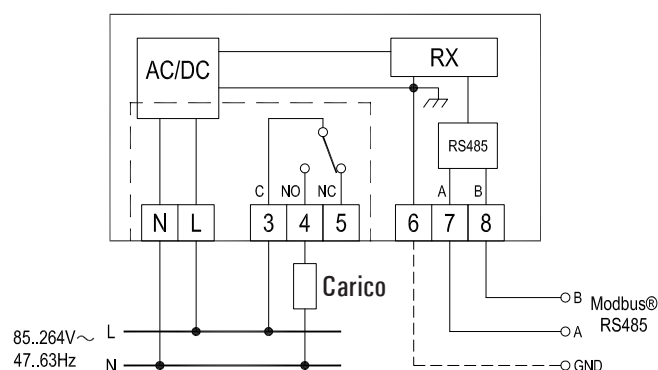 AC/DC
RX
RS485
C NO NC A B
N L 3 4 5 6 7 8
Carico
B
Modbus®
RS485
A
GND
85..264V~
47..63Hz
L
N